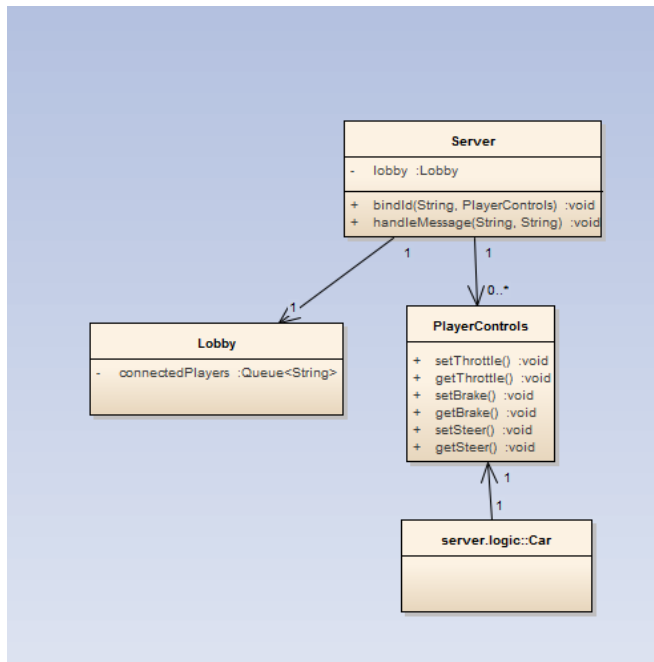 Server
- lobby :Lobby
+ bindId(String, PlayerControls) :void
+ handleMessage(String, String) :void
1
1
1
0..*
Lobby
- connectedPlayers :Queue<String>
PlayerControls
+ setThrottle() :void
+ getThrottle() :void
+ setBrake() :void
+ getBrake() :void
+ setSteer() :void
+ getSteer() :void
1
1
server.logic::Car